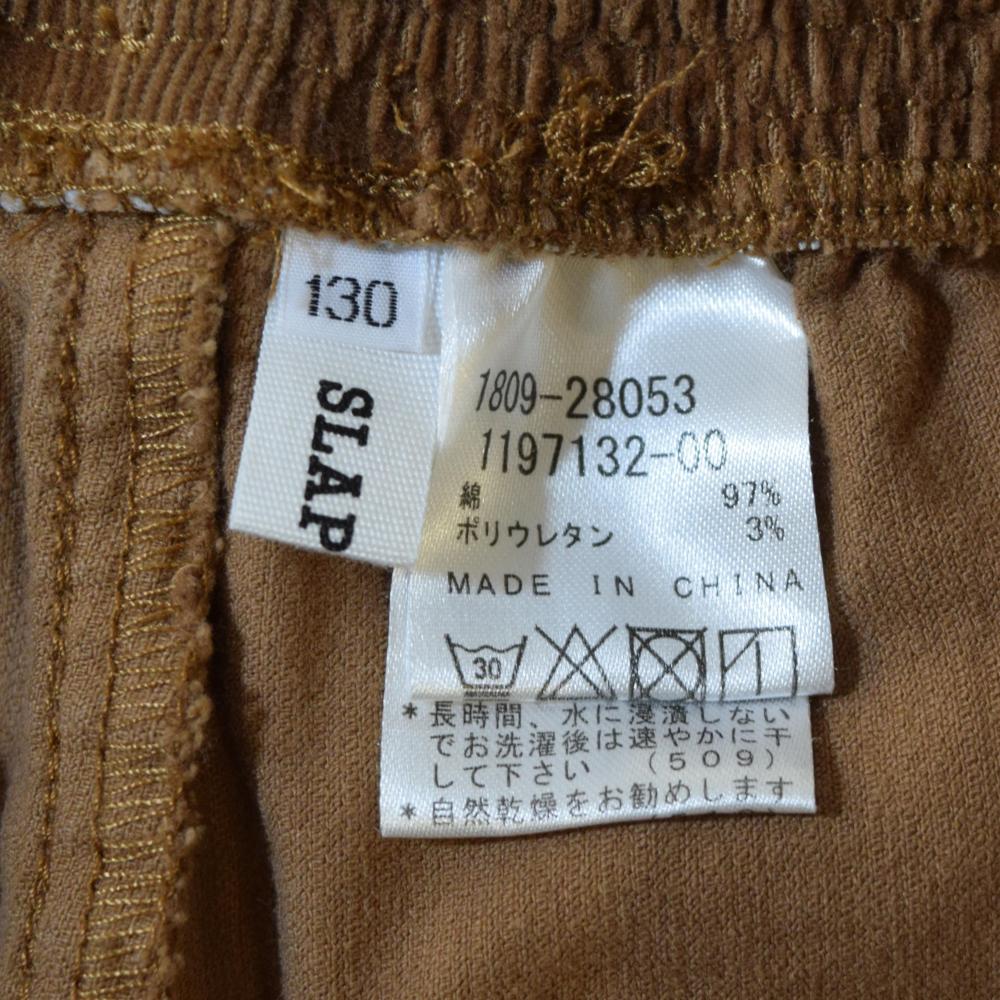 130
SLAP
1809-28053
1197132-00
綿 97%
ポリウレタン 3%
MADE IN CHINA
30
*長時間、水に浸漬しない
でお洗濯後は速やかに干
して下さい (509)
*自然乾燥をお勧めします